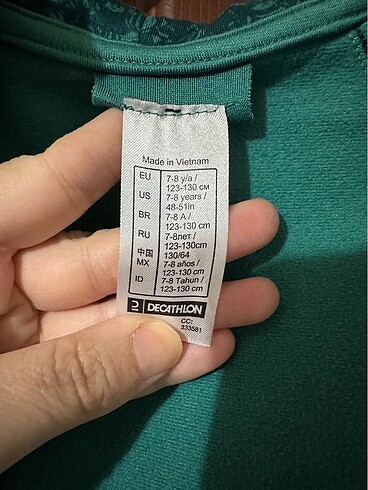 Made in Vietnam
EU 7-8 y/a /
123-130 см
US 7-8 years /
48-51in
BR 7-8 A /
123-130 cm
RU 7-8лет /
123-130cm
中国 130/64
MX 7-8 años /
123-130 cm
ID 7-8 Tahun /
123-130 cm
DECATHLON
CC:
333581